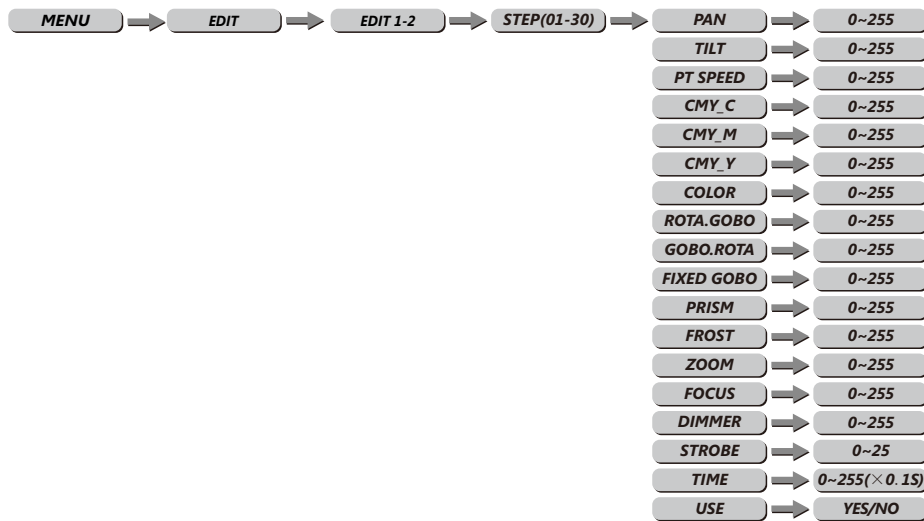 MENU EDIT EDIT 1-2 STEP(01-30) PAN 0~255
TILT 0~255
PT SPEED 0~255
CMY_C 0~255
CMY_M 0~255
CMY_Y 0~255
COLOR 0~255
ROTA.GOBO 0~255
GOBO.ROTA 0~255
FIXED GOBO 0~255
PRISM 0~255
FROST 0~255
ZOOM 0~255
FOCUS 0~255
DIMMER 0~255
STROBE 0~25
TIME 0~255(×0.1S)
USE YES/NO